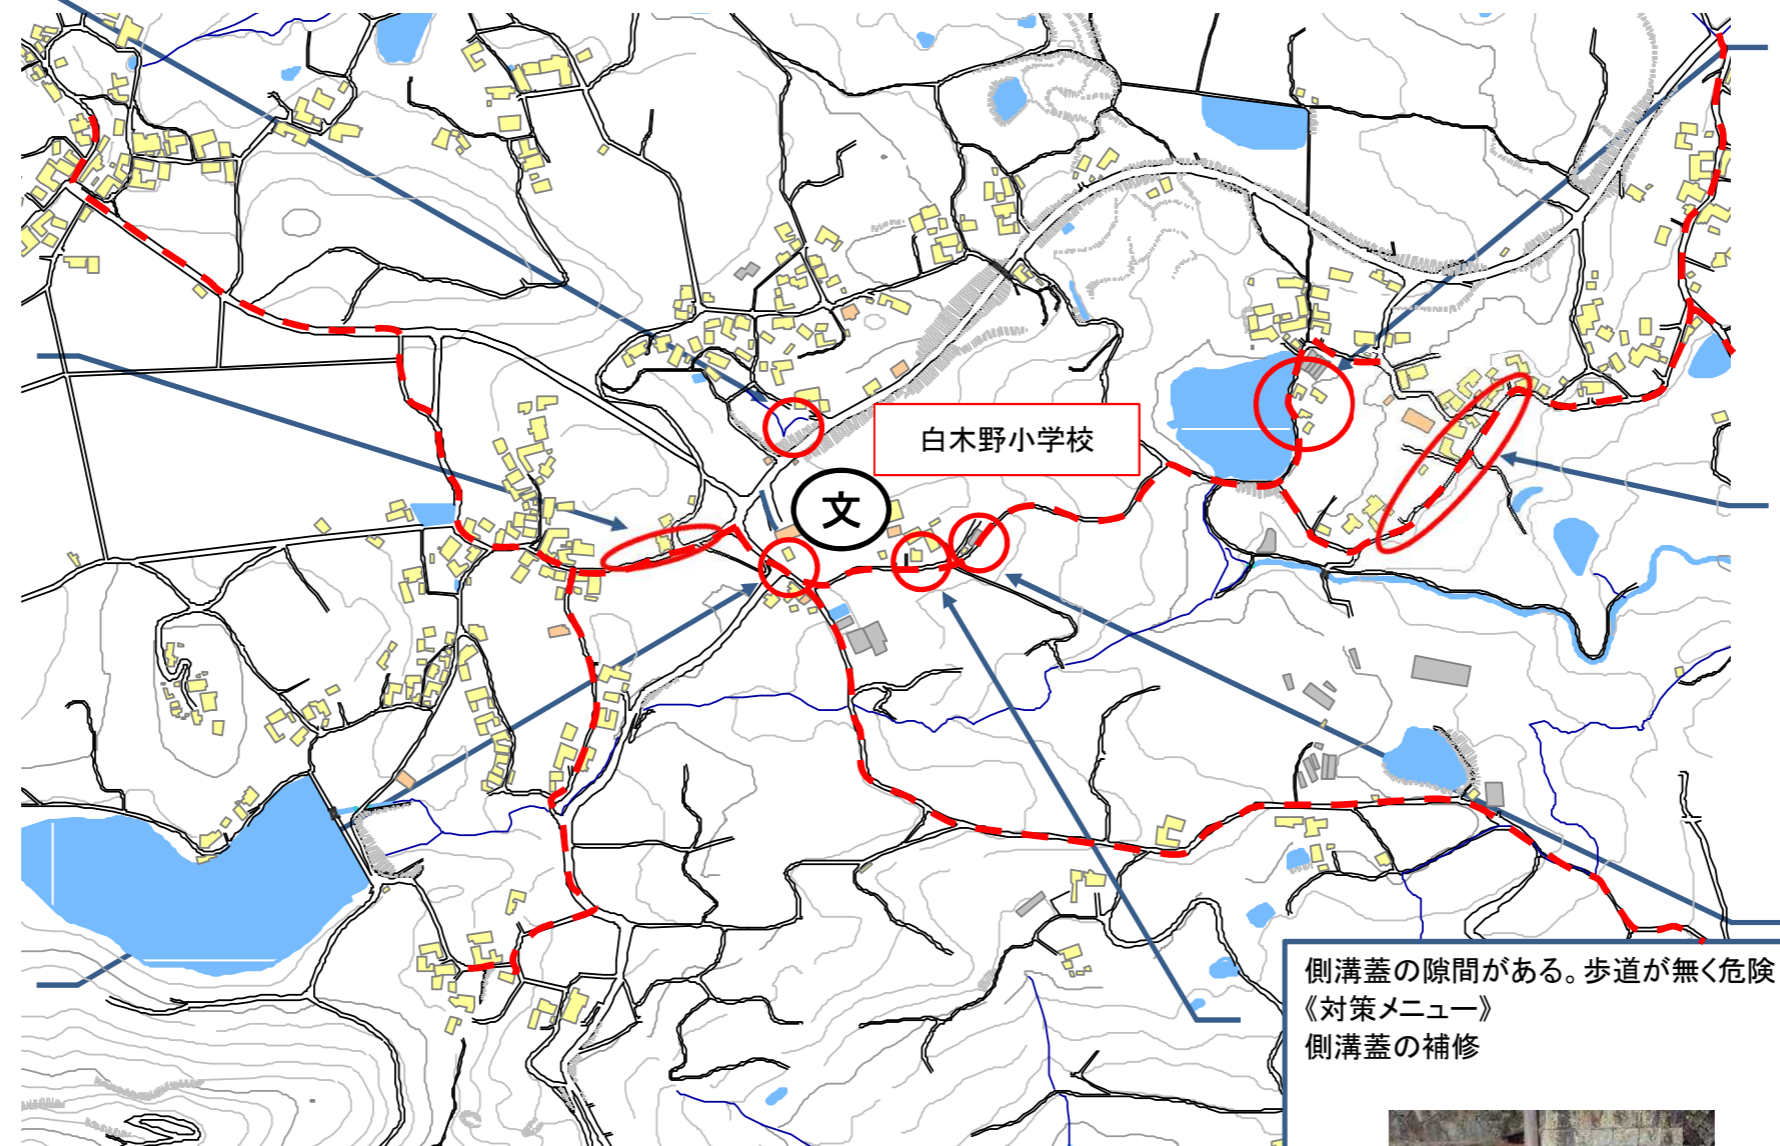 白木野小学校
文
側溝蓋の隙間がある。歩道が無く危険
《対策メニュー》
側溝蓋の補修